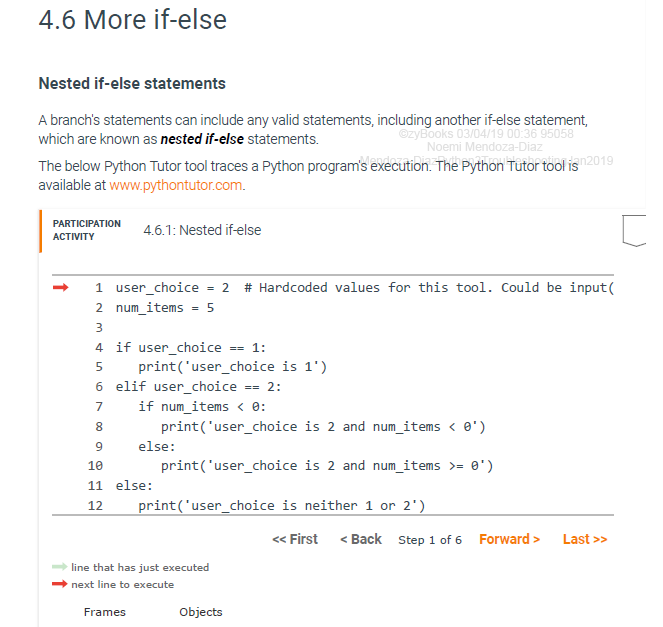 4.6 More if-else
Nested if-else statements
A branch's statements can include any valid statements, including another if-else statement,
which are known as nested if-else statements.
©zyBooks 03/04/19 00:36 95058
Noemi Mendoza-Diaz
The below Python Tutor tool traces a Python program's execution. The Python Tutor tool is
available at www.pythontutor.com.
PARTICIPATION
ACTIVITY
4.6.1: Nested if-else
1 user_choice = 2  # Hardcoded values for this tool. Could be input(
2 num_items = 5
3
4 if user_choice == 1:
5    print('user_choice is 1')
6 elif user_choice == 2:
7    if num_items < 0:
8       print('user_choice is 2 and num_items < 0')
9    else:
10       print('user_choice is 2 and num_items >= 0')
11 else:
12    print('user_choice is neither 1 or 2')
<< First < Back Step 1 of 6 Forward > Last >>
line that has just executed
next line to execute
Frames Objects